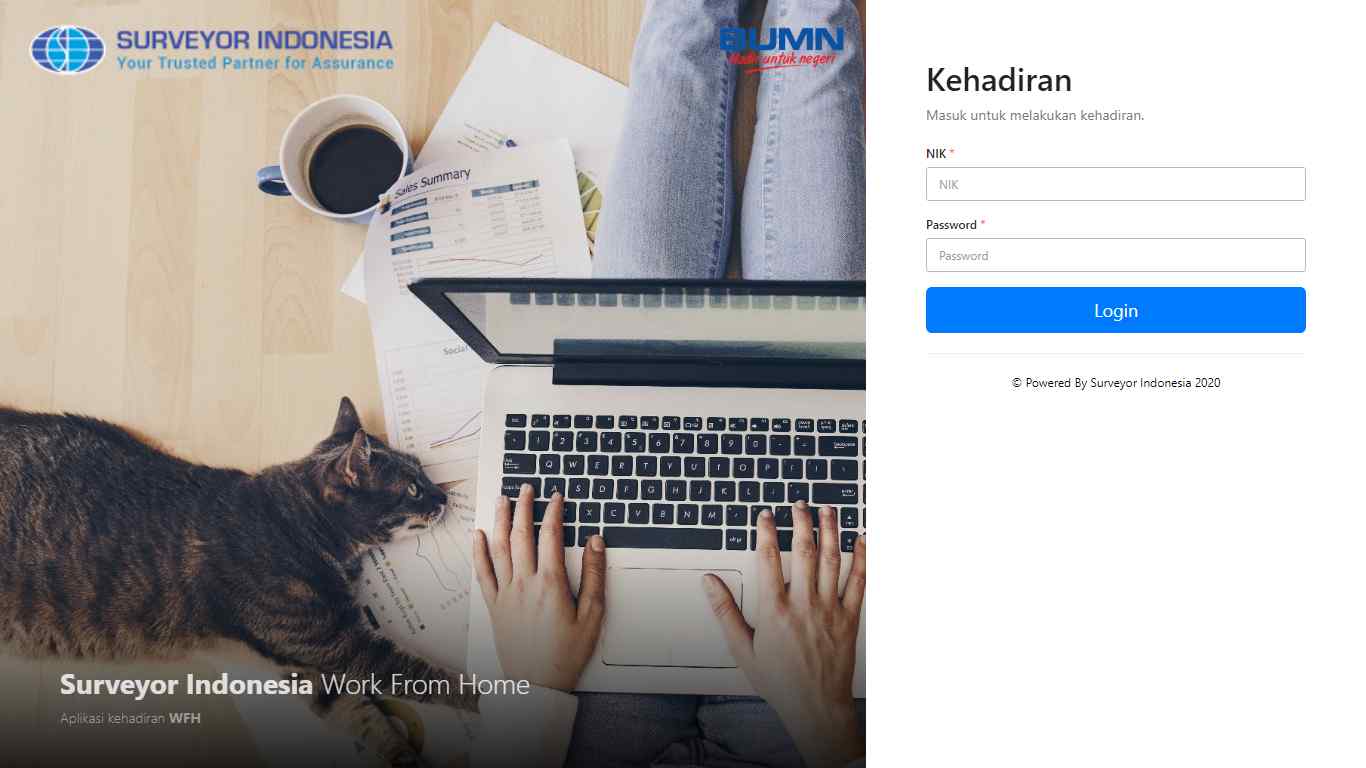 SURVEYOR INDONESIA
Your Trusted Partner for Assurance
BUMN
Hadir untuk negeri
Sales Summary
Social
Surveyor Indonesia Work From Home
Aplikasi kehadiran WFH
Kehadiran
Masuk untuk melakukan kehadiran.
NIK *
NIK
Password *
Password
Login
© Powered By Surveyor Indonesia 2020